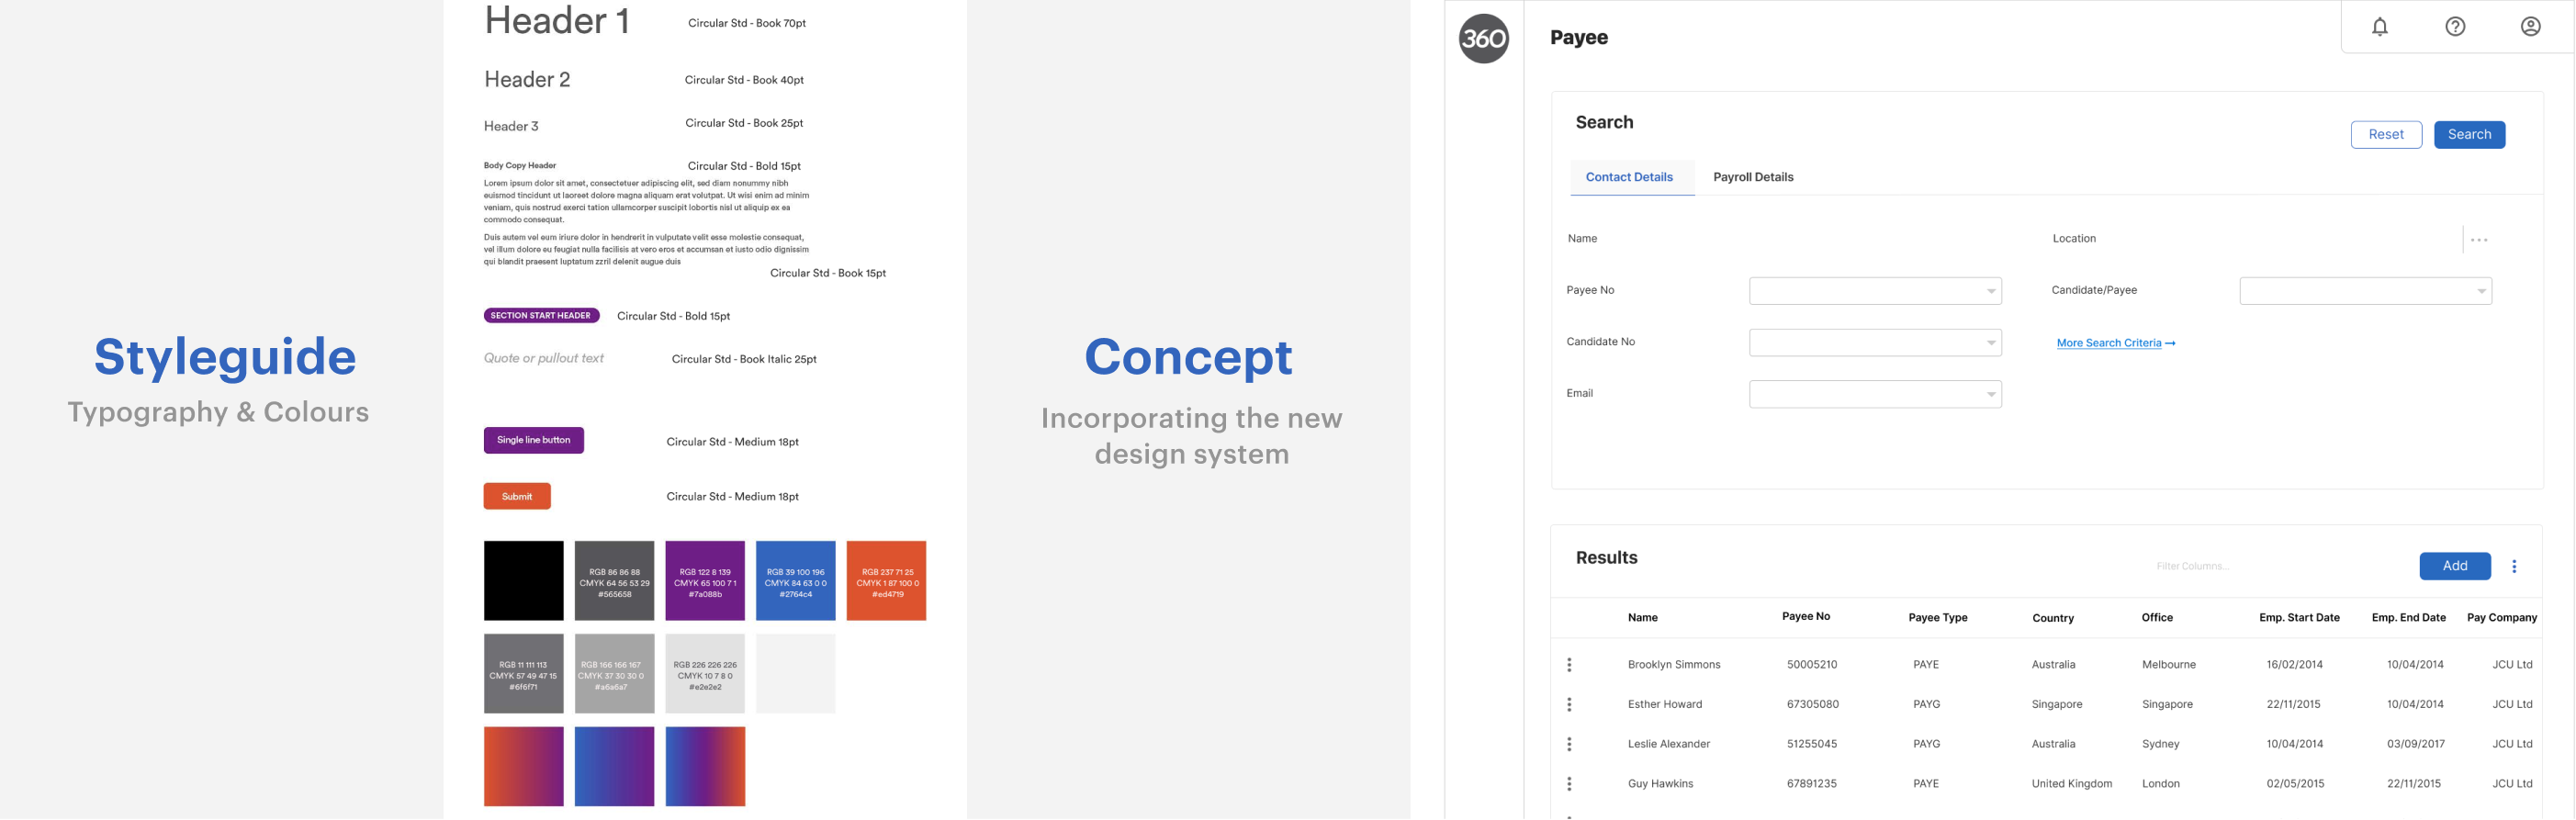 Styleguide
Typography & Colours
Header 1
Circular Std - Book 70pt
Header 2
Circular Std - Book 40pt
Header 3
Circular Std - Book 25pt
Body Copy Header
Circular Std - Bold 15pt
Lorem ipsum dolor sit amet, consectetuer adipiscing elit, sed diam nonummy nibh
euismod tincidunt ut laoreet dolore magna aliquam erat volutpat. Ut wisi enim ad minim
veniam, quis nostrud exerci tation ullamcorper suscipit lobortis nisl ut aliquip ex ea
commodo consequat.
Duis autem vel eum iriure dolor in hendrerit in vulputate velit esse molestie consequat,
vel illum dolore eu feugiat nulla facilisis at vero eros et accumsan et iusto odio dignissim
qui blandit praesent luptatum zzril delenit augue duis
Circular Std - Book 15pt
SECTION START HEADER
Circular Std - Bold 15pt
Quote or pullout text
Circular Std - Book Italic 25pt
Single line button
Circular Std - Medium 18pt
Submit
Circular Std - Medium 18pt
RGB 86 86 88
CMYK 64 56 53 29
#565658
RGB 122 8 139
CMYK 65 100 7 1
#7a088b
RGB 39 100 196
CMYK 84 63 0 0
#2764c4
RGB 237 71 25
CMYK 1 87 100 0
#ed4719
RGB 11 111 113
CMYK 57 49 47 15
#6f6f71
RGB 166 166 167
CMYK 37 30 30 0
#a6a6a7
RGB 226 226 226
CMYK 10 7 8 0
#e2e2e2
Concept
Incorporating the new
design system
360
Payee
Search
Reset
Search
Contact Details
Payroll Details
Name
Location
Payee No
Candidate/Payee
Candidate No
More Search Criteria →
Email
Results
Filter Columns...
Add
Name Payee No Payee Type Country Office Emp. Start Date Emp. End Date Pay Company
Brooklyn Simmons 50005210 PAYE Australia Melbourne 16/02/2014 10/04/2014 JCU Ltd
Esther Howard 67305080 PAYG Singapore Singapore 22/11/2015 10/04/2014 JCU Ltd
Leslie Alexander 51255045 PAYG Australia Sydney 10/04/2014 03/09/2017 JCU Ltd
Guy Hawkins 67891235 PAYE United Kingdom London 02/05/2015 22/11/2015 JCU Ltd